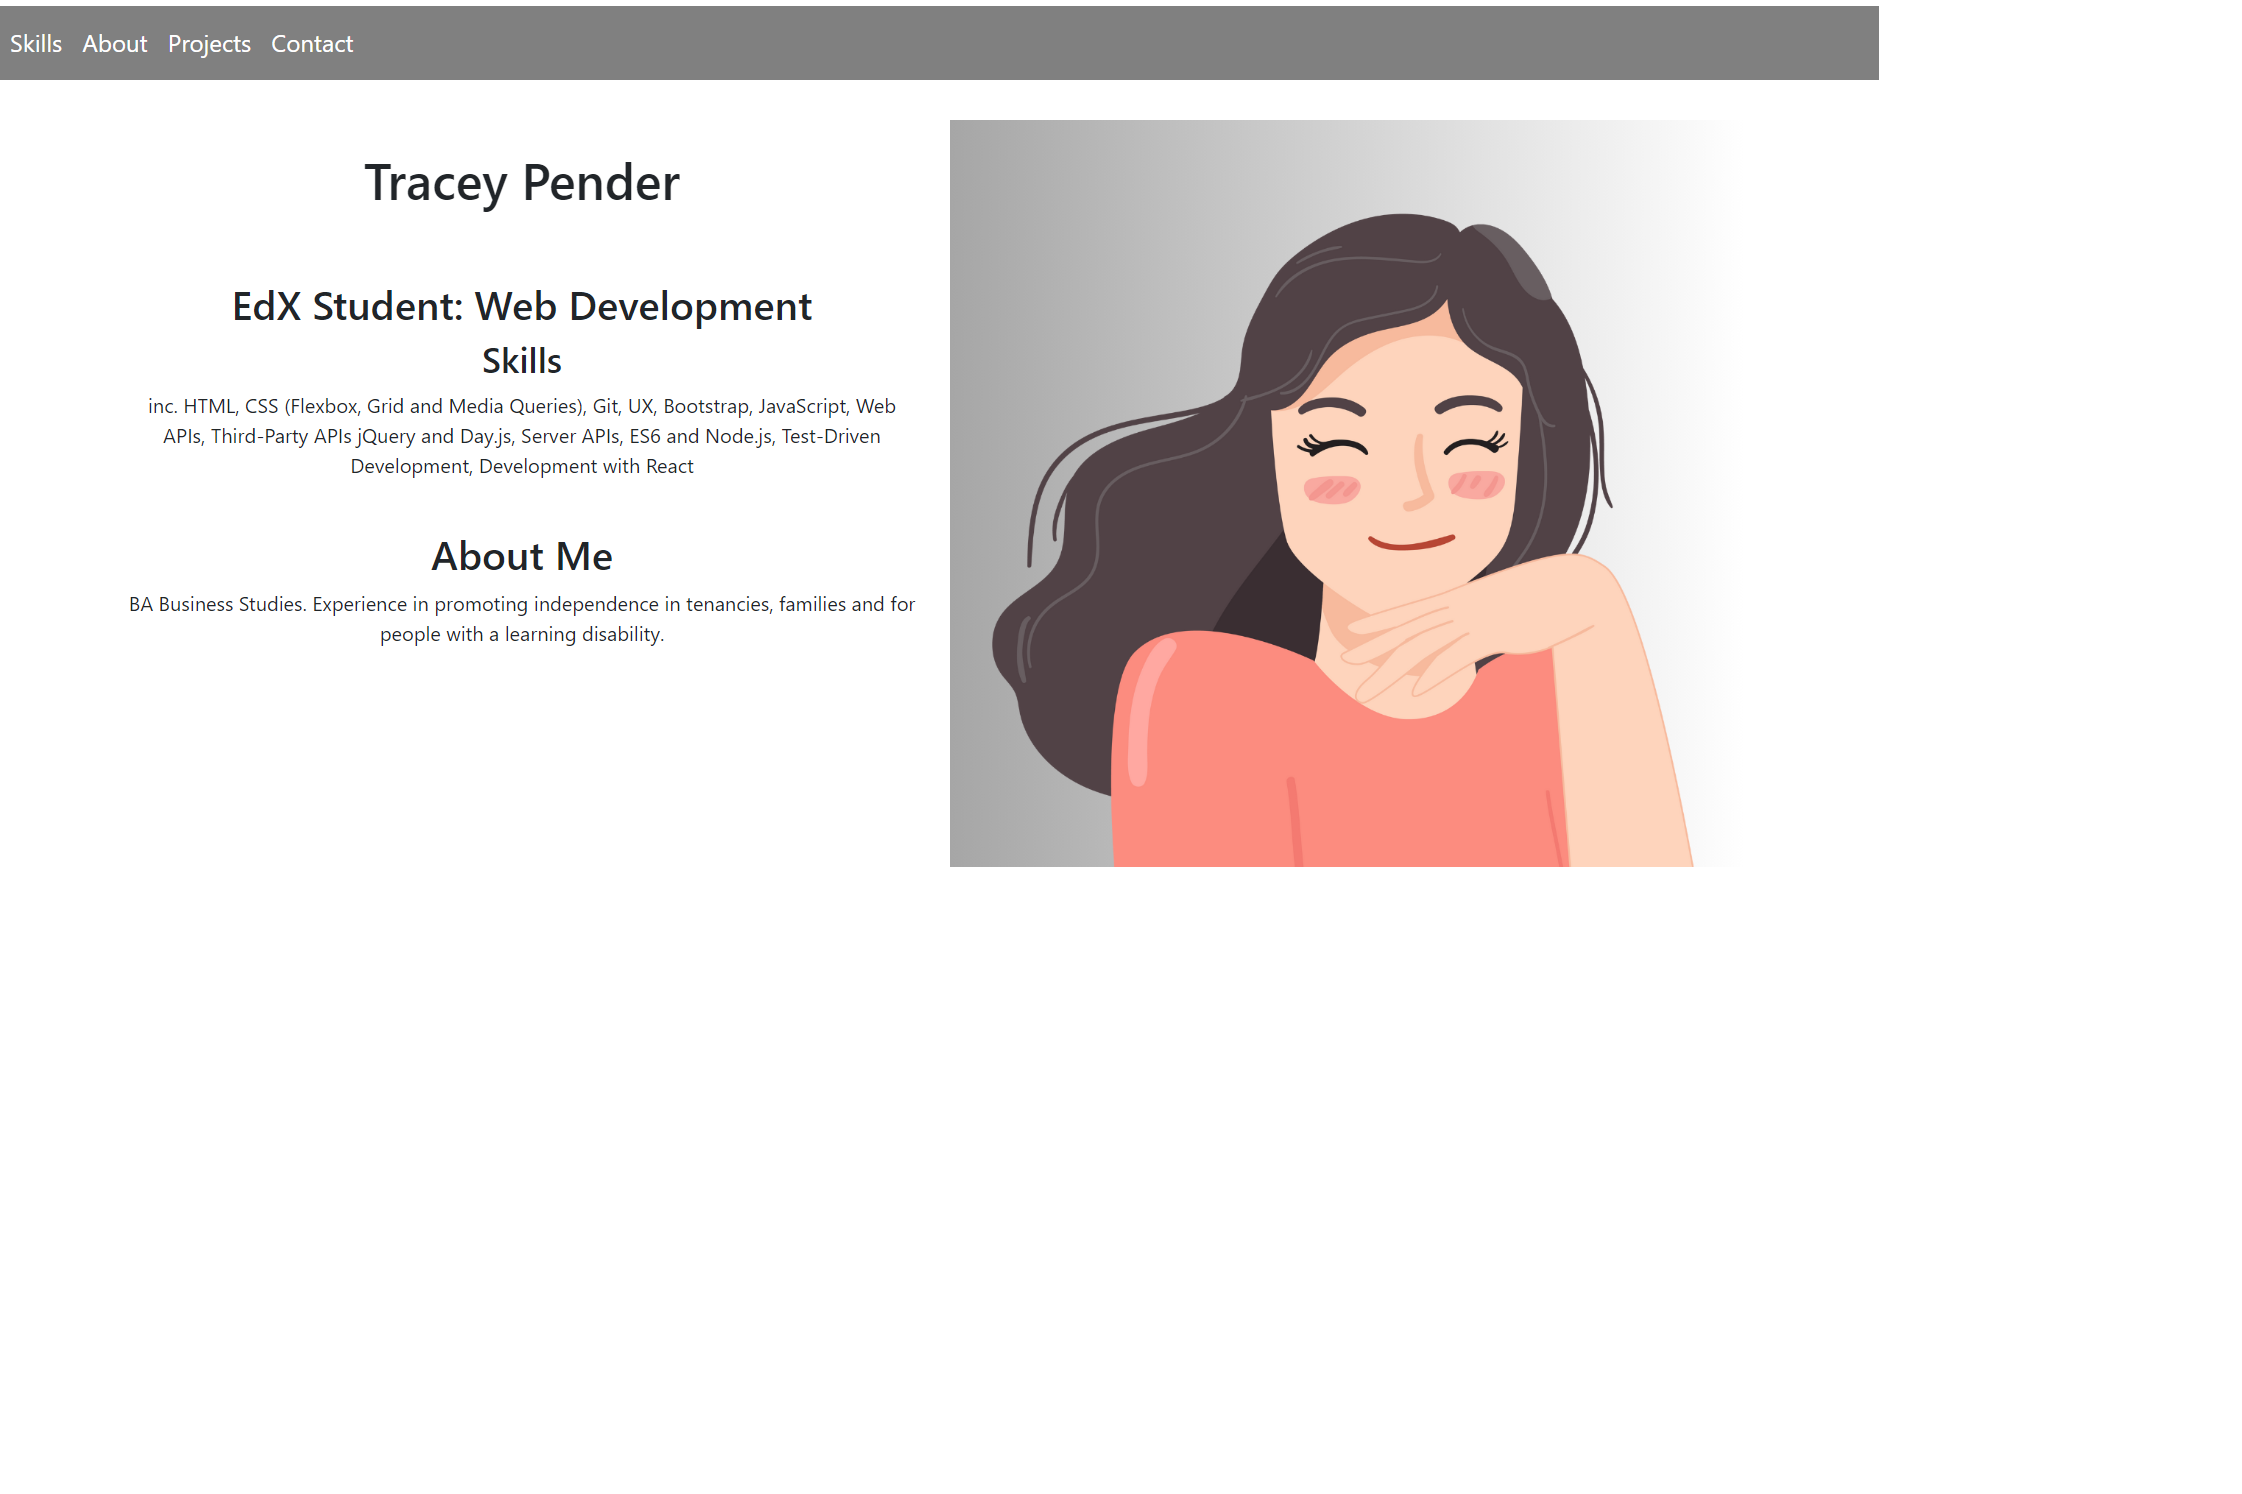 Skills About Projects Contact
Tracey Pender
EdX Student: Web Development
Skills
inc. HTML, CSS (Flexbox, Grid and Media Queries), Git, UX, Bootstrap, JavaScript, Web
APIs, Third-Party APIs jQuery and Day.js, Server APIs, ES6 and Node.js, Test-Driven
Development, Development with React
About Me
BA Business Studies. Experience in promoting independence in tenancies, families and for
people with a learning disability.